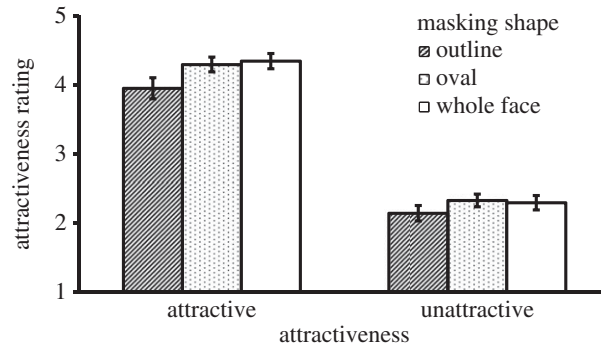 5
4
3
2
1
attractiveness rating
masking shape
outline
oval
whole face
attractive
unattractive
attractiveness